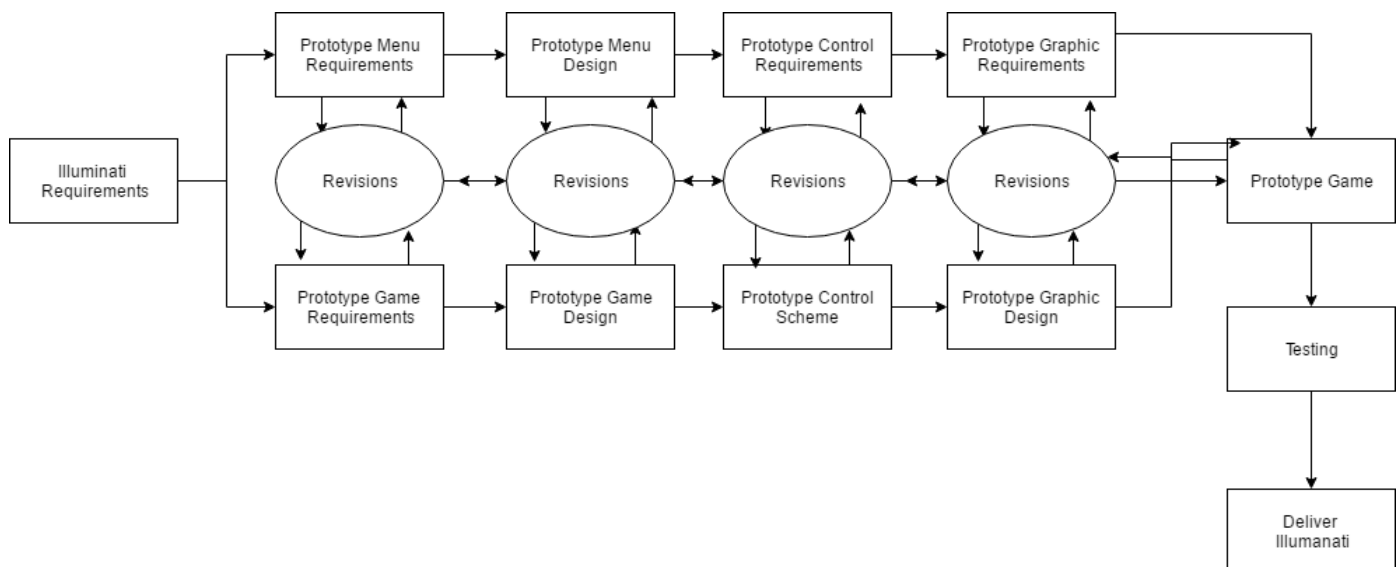 Prototype Menu
Requirements
Prototype Menu
Design
Prototype Control
Requirements
Prototype Graphic
Requirements
Illuminati
Requirements
Revisions
Revisions
Revisions
Revisions
Prototype Game
Prototype Game
Requirements
Prototype Game
Design
Prototype Control
Scheme
Prototype Graphic
Design
Testing
Deliver
Illumanati